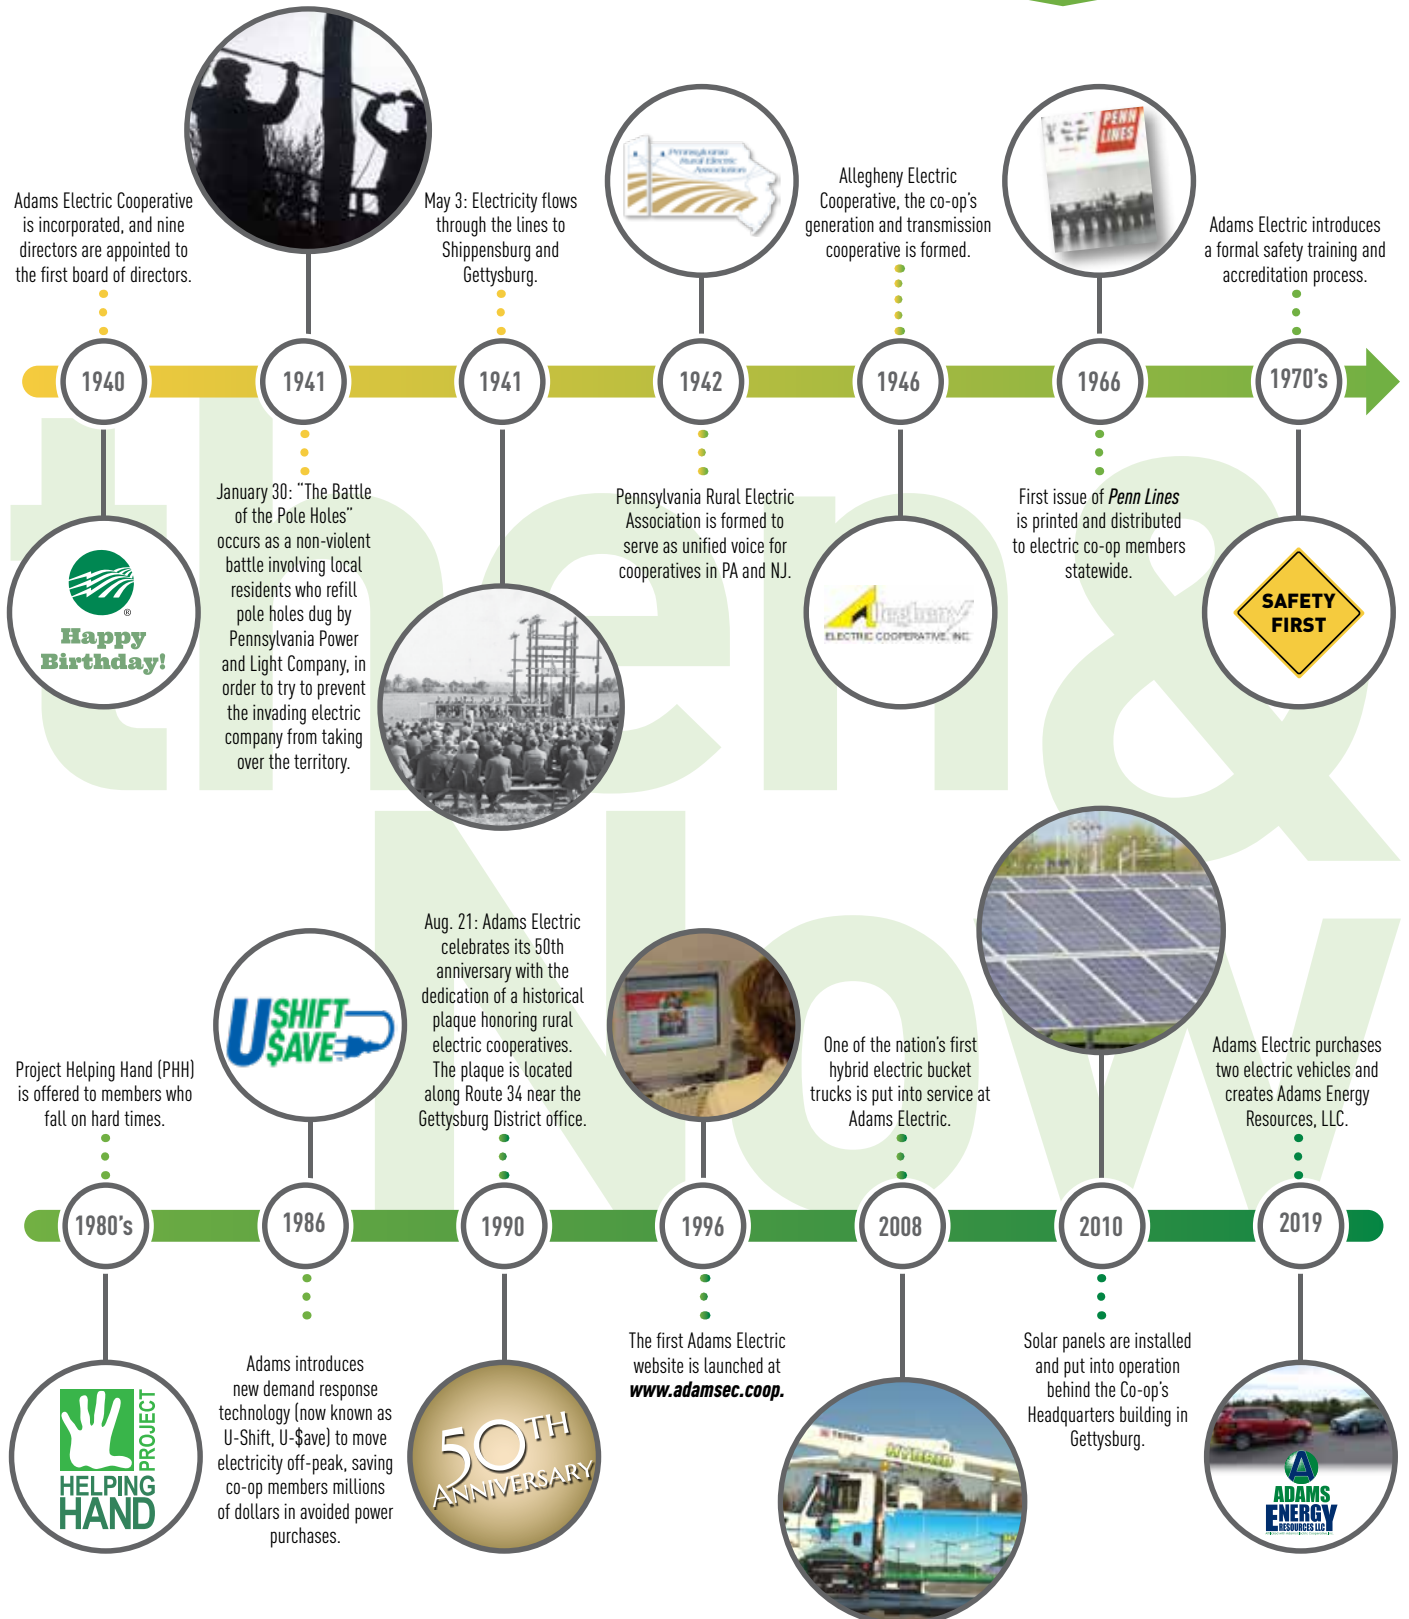 Adams Electric Cooperative
is incorporated, and nine
directors are appointed to
the first board of directors.
May 3: Electricity flows
through the lines to
Shippensburg and
Gettysburg.
Pennsylvania
Rural Electric
Association
Allegheny Electric
Cooperative, the co-op's
generation and transmission
cooperative is formed.
PENN
LINES
Adams Electric introduces
a formal safety training and
accreditation process.
1940
1941
1941
1942
1946
1966
1970's
then &
Now
®
Happy
Birthday!
January 30: "The Battle
of the Pole Holes"
occurs as a non-violent
battle involving local
residents who refill
pole holes dug by
Pennsylvania Power
and Light Company, in
order to try to prevent
the invading electric
company from taking
over the territory.
Pennsylvania Rural Electric
Association is formed to
serve as unified voice for
cooperatives in PA and NJ.
Allegheny
ELECTRIC COOPERATIVE, INC.
First issue of Penn Lines
is printed and distributed
to electric co-op members
statewide.
SAFETY
FIRST
Project Helping Hand (PHH)
is offered to members who
fall on hard times.
U SHIFT
$AVE
Aug. 21: Adams Electric
celebrates its 50th
anniversary with the
dedication of a historical
plaque honoring rural
electric cooperatives.
The plaque is located
along Route 34 near the
Gettysburg District office.
One of the nation's first
hybrid electric bucket
trucks is put into service at
Adams Electric.
Adams Electric purchases
two electric vehicles and
creates Adams Energy
Resources, LLC.
1980's
1986
1990
1996
2008
2010
2019
PROJECT
HELPING
HAND
Adams introduces
new demand response
technology (now known as
U-Shift, U-$ave) to move
electricity off-peak, saving
co-op members millions
of dollars in avoided power
purchases.
50TH
ANNIVERSARY
The first Adams Electric
website is launched at
www.adamsec.coop.
TEREX
HYBRID
Solar panels are installed
and put into operation
behind the Co-op's
Headquarters building in
Gettysburg.
A
ADAMS
ENERGY
RESOURCES LLC